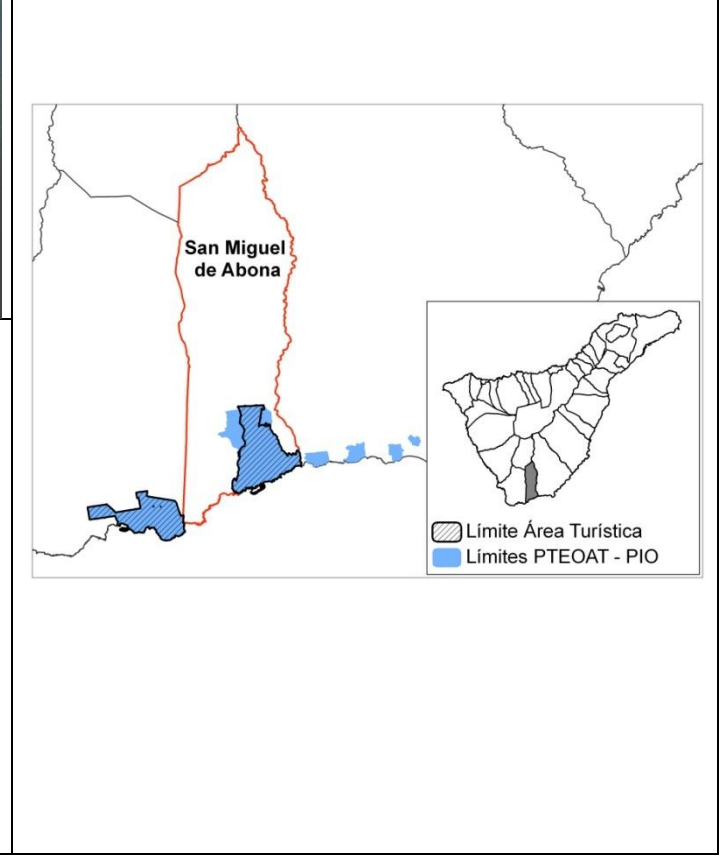 San Miguel
de Abona
Límite Área Turística
Límites PTEOAT - PIO